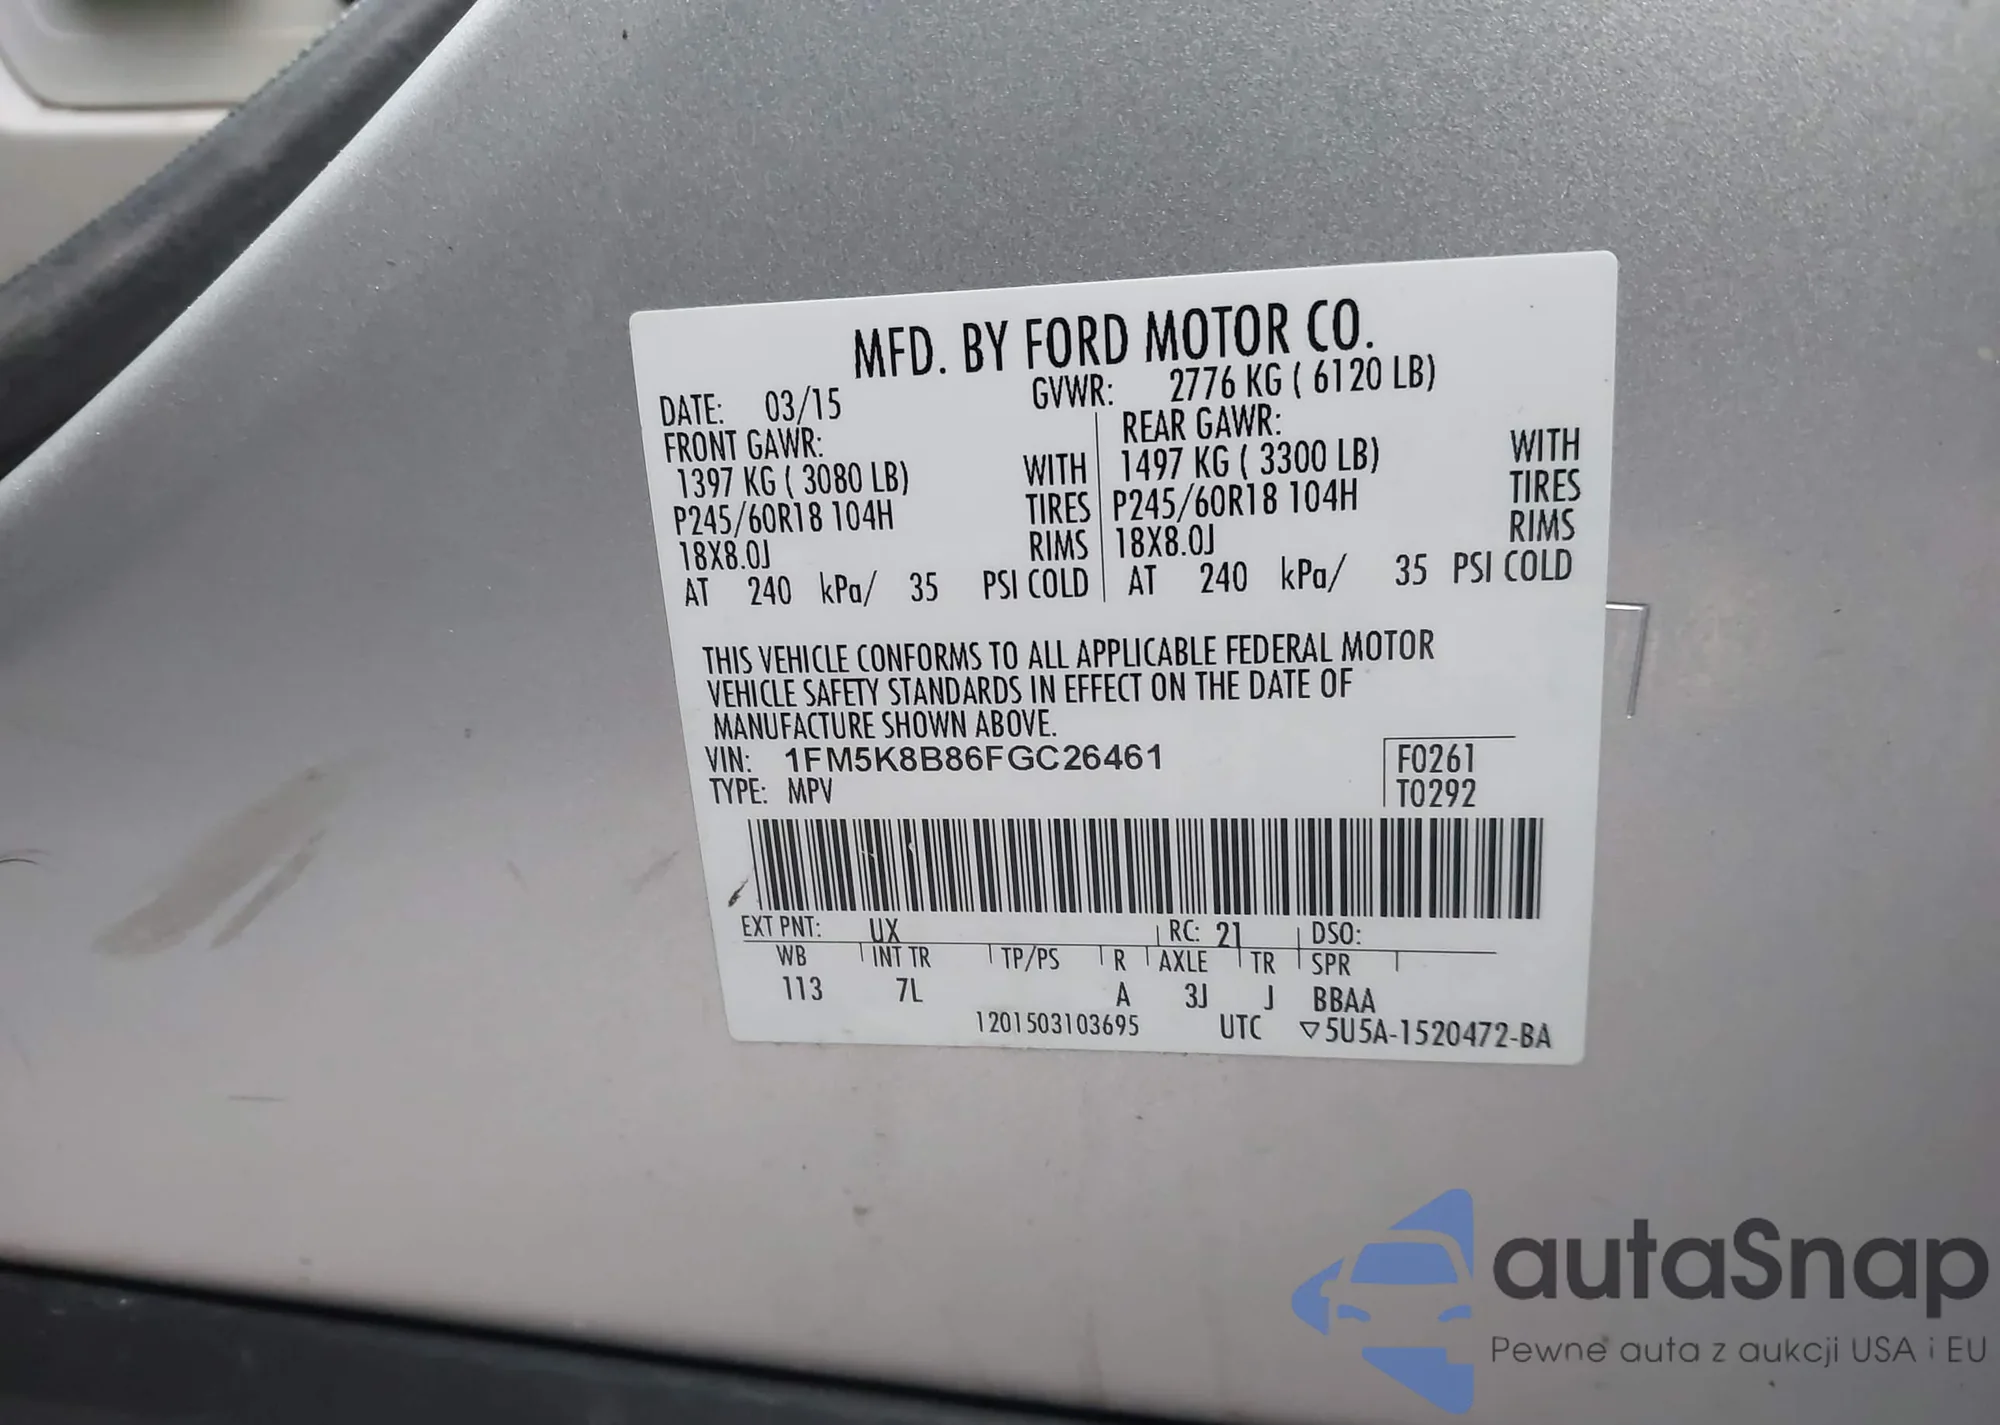 MFD. BY FORD MOTOR CO.
DATE: 03/15 GVWR: 2776 KG ( 6120 LB)
FRONT GAWR: REAR GAWR:
1397 KG ( 3080 LB) WITH 1497 KG ( 3300 LB) WITH
P245/60R18 104H TIRES P245/60R18 104H TIRES
18X8.0J RIMS 18X8.0J RIMS
AT 240 kPa/ 35 PSI COLD AT 240 kPa/ 35 PSI COLD
THIS VEHICLE CONFORMS TO ALL APPLICABLE FEDERAL MOTOR
VEHICLE SAFETY STANDARDS IN EFFECT ON THE DATE OF
MANUFACTURE SHOWN ABOVE.
VIN: 1FM5K8B86FGC26461 F0261
TYPE: MPV T0292
EXT PNT: UX RC: 21 DSO:
WB INT TR TP/PS R AXLE TR SPR
113 7L A 3J J BBAA
1201503103695 UTC ▽5U5A-1520472-BA
autaSnap
Pewne auta z aukcji USA i EU